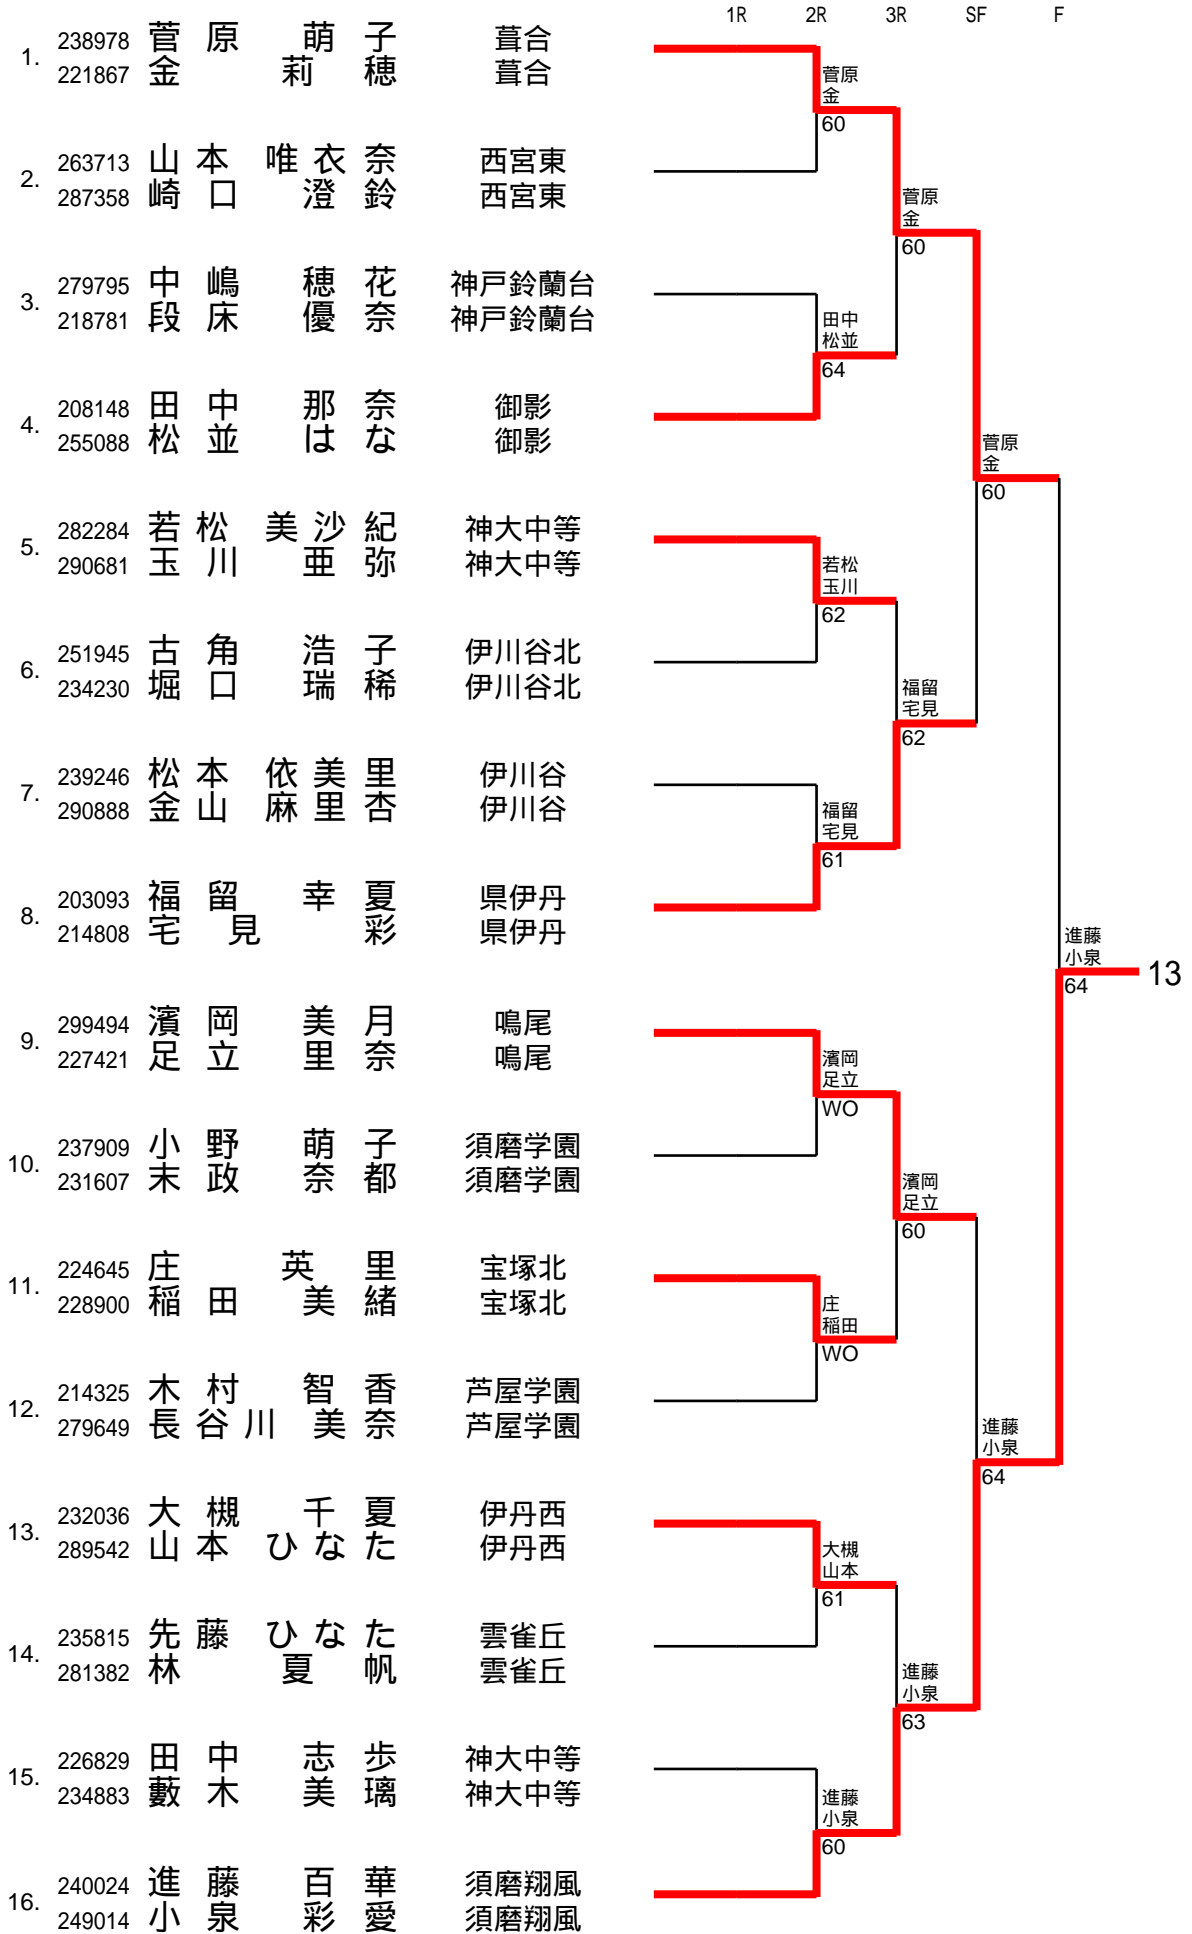 1R 2R 3R SF F
1. 238978 菅原 萌子 葺合
221867 金 莉穂 葺合
2. 263713 山本 唯衣奈 西宮東
287358 崎口 澄鈴 西宮東
3. 279795 中嶋 穂花 神戸鈴蘭台
218781 段床 優奈 神戸鈴蘭台
4. 208148 田中 那奈 御影
255088 松並 はな 御影
5. 282284 若松 美沙紀 神大中等
290681 玉川 亜弥 神大中等
6. 251945 古角 浩子 伊川谷北
234230 堀口 瑞稀 伊川谷北
7. 239246 松本 依美里 伊川谷
290888 金山 麻里杏 伊川谷
8. 203093 福留 幸夏 県伊丹
214808 宅見 彩 県伊丹
9. 299494 濱岡 美月 鳴尾
227421 足立 里奈 鳴尾
10. 237909 小野 萌子 須磨学園
231607 末政 奈都 須磨学園
11. 224645 庄 英里 宝塚北
228900 稲田 美緒 宝塚北
12. 214325 木村 智香 芦屋学園
279649 長谷川 美奈 芦屋学園
13. 232036 大槻 千夏 伊丹西
289542 山本 ひなた 伊丹西
14. 235815 先藤 ひなた 雲雀丘
281382 林 夏帆 雲雀丘
15. 226829 田中 志歩 神大中等
234883 藪木 美璃 神大中等
16. 240024 進藤 百華 須磨翔風
249014 小泉 彩愛 須磨翔風
菅原
金
60
田中
松並
64
若松
玉川
62
福留
宅見
61
濱岡
足立
WO
庄
稲田
WO
大槻
山本
61
進藤
小泉
60
菅原
金
60
福留
宅見
62
濱岡
足立
60
進藤
小泉
63
菅原
金
60
進藤
小泉
64
進藤
小泉
64
13